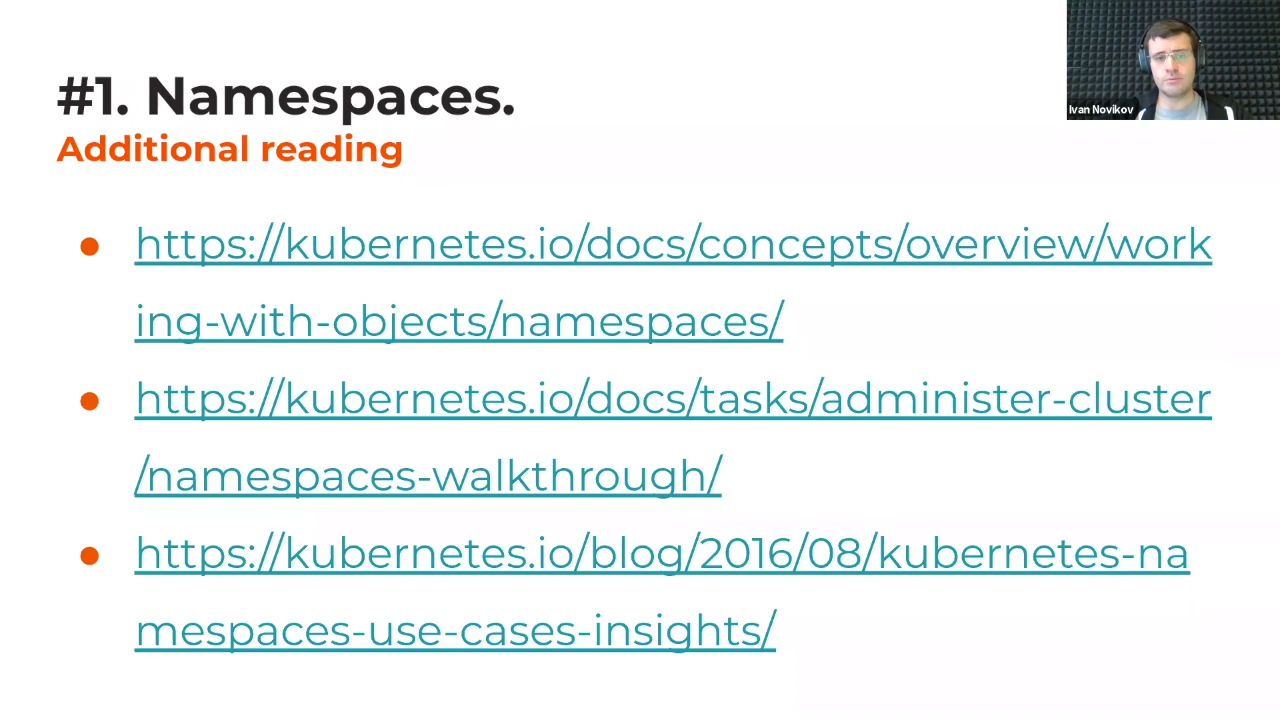 #1. Namespaces.
Additional reading
Ivan Novikov
● https://kubernetes.io/docs/concepts/overview/work
ing-with-objects/namespaces/
● https://kubernetes.io/docs/tasks/administer-cluster
/namespaces-walkthrough/
● https://kubernetes.io/blog/2016/08/kubernetes-na
mespaces-use-cases-insights/